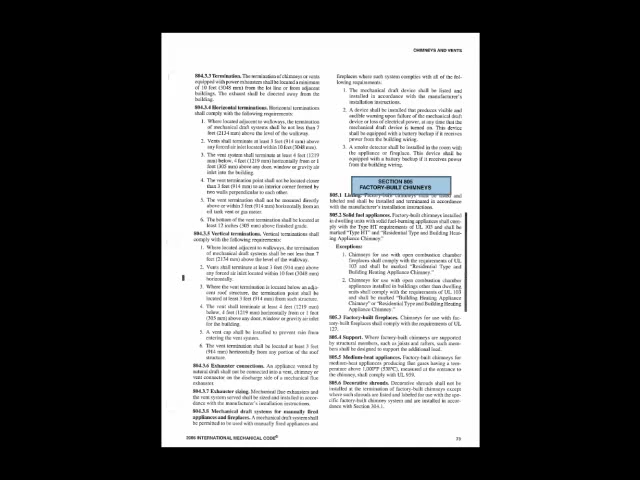 CHIMNEYS AND VENTS
804.3.3 Termination. The termination of chimneys or vents
equipped with power exhausters shall be located a minimum
of 10 feet (3048 mm) from the lot line or from adjacent
buildings. The exhaust shall be directed away from the
building.
804.3.4 Horizontal terminations. Horizontal terminations
shall comply with the following requirements:
1. Where located adjacent to walkways, the termination
of mechanical draft systems shall be not less than 7
feet (2134 mm) above the level of the walkway.
2. Vents shall terminate at least 3 feet (914 mm) above
any forced air inlet located within 10 feet (3048 mm).
3. The vent system shall terminate at least 4 feet (1219
mm) below, 4 feet (1219 mm) horizontally from or 1
foot (305 mm) above any door, window or gravity air
inlet into the building.
4. The vent termination point shall not be located closer
than 3 feet (914 mm) to an interior corner formed by
two walls perpendicular to each other.
5. The vent termination shall not be mounted directly
above or within 3 feet (914 mm) horizontally from an
oil tank vent or gas meter.
6. The bottom of the vent termination shall be located at
least 12 inches (305 mm) above finished grade.
804.3.5 Vertical terminations. Vertical terminations shall
comply with the following requirements:
1. Where located adjacent to walkways, the termination
of mechanical draft systems shall be not less than 7
feet (2134 mm) above the level of the walkway.
2. Vents shall terminate at least 3 feet (914 mm) above
any forced air inlet located within 10 feet (3048 mm)
horizontally.
3. Where the vent termination is located below an adja-
cent roof structure, the termination point shall be
located at least 3 feet (914 mm) from such structure.
4. The vent shall terminate at least 4 feet (1219 mm)
below, 4 feet (1219 mm) horizontally from or 1 foot
(305 mm) above any door, window or gravity air inlet
for the building.
5. A vent cap shall be installed to prevent rain from
entering the vent system.
6. The vent termination shall be located at least 3 feet
(914 mm) horizontally from any portion of the roof
structure.
804.3.6 Exhauster connections. An appliance vented by
natural draft shall not be connected into a vent, chimney or
vent connector on the discharge side of a mechanical flue
exhauster.
804.3.7 Exhauster sizing. Mechanical flue exhausters and
the vent system served shall be sized and installed in accor-
dance with the manufacturer's installation instructions.
804.3.8 Mechanical draft systems for manually fired
appliances and fireplaces. A mechanical draft system shall
be permitted to be used with manually fired appliances and
fireplaces where such system complies with all of the fol-
lowing requirements:
1. The mechanical draft device shall be listed and
installed in accordance with the manufacturer's
installation instructions.
2. A device shall be installed that produces visible and
audible warning upon failure of the mechanical draft
device or loss of electrical power, at any time that the
mechanical draft device is turned on. This device
shall be equipped with a battery backup if it receives
power from the building wiring.
3. A smoke detector shall be installed in the room with
the appliance or fireplace. This device shall be
equipped with a battery backup if it receives power
from the building wiring.
SECTION 805
FACTORY-BUILT CHIMNEYS
805.1 Listing. Factory-built chimneys shall be listed and
labeled and shall be installed and terminated in accordance
with the manufacturer's installation instructions.
805.2 Solid fuel appliances. Factory-built chimneys installed
in dwelling units with solid fuel-burning appliances shall com-
ply with the Type HT requirements of UL 103 and shall be
marked "Type HT" and "Residential Type and Building Heat-
ing Appliance Chimney."
Exceptions:
1. Chimneys for use with open combustion chamber
fireplaces shall comply with the requirements of UL
103 and shall be marked "Residential Type and
Building Heating Appliance Chimney."
2. Chimneys for use with open combustion chamber
appliances installed in buildings other than dwelling
units shall comply with the requirements of UL 103
and shall be marked "Building Heating Appliance
Chimney" or "Residential Type and Building Heating
Appliance Chimney."
805.3 Factory-built fireplaces. Chimneys for use with fac-
tory-built fireplaces shall comply with the requirements of UL
127.
805.4 Support. Where factory-built chimneys are supported
by structural members, such as joists and rafters, such mem-
bers shall be designed to support the additional load.
805.5 Medium-heat appliances. Factory-built chimneys for
medium-heat appliances producing flue gases having a tem-
perature above 1,000°F (538°C), measured at the entrance to
the chimney, shall comply with UL 959.
805.6 Decorative shrouds. Decorative shrouds shall not be
installed at the termination of factory-built chimneys except
where such shrouds are listed and labeled for use with the spe-
cific factory-built chimney system and are installed in accor-
dance with Section 304.1.
2006 INTERNATIONAL MECHANICAL CODE®